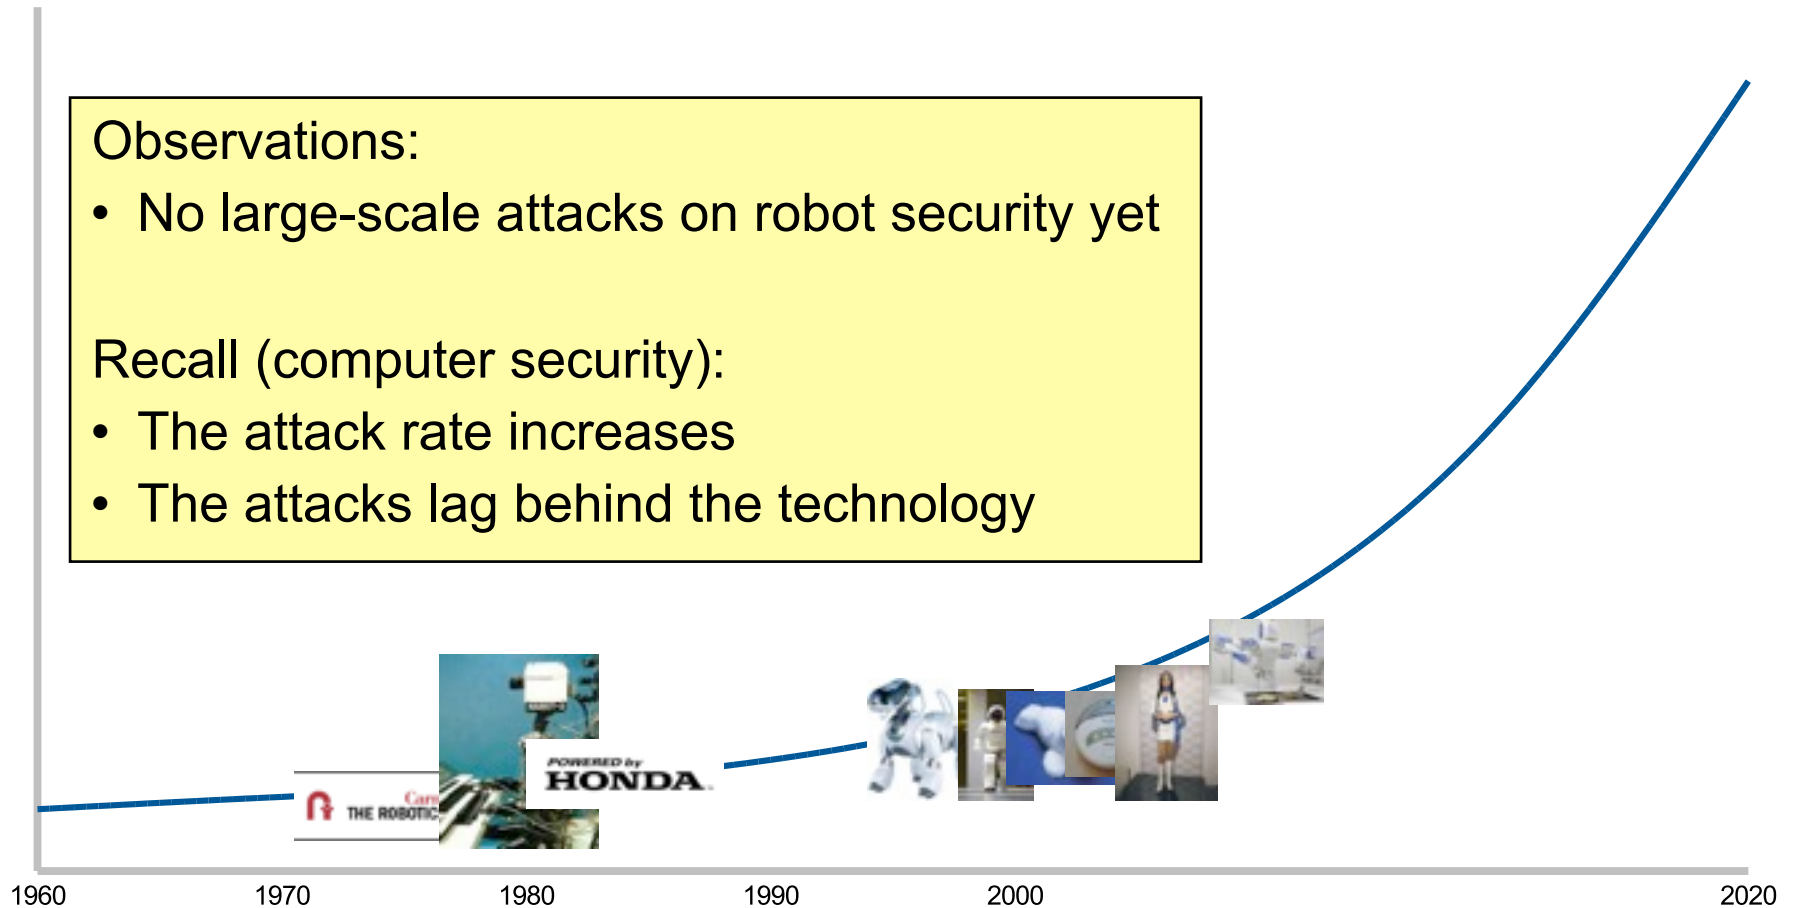 Observations:
• No large-scale attacks on robot security yet
Recall (computer security):
• The attack rate increases
• The attacks lag behind the technology
POWERED by
HONDA
THE
1960 1970 1980 1990 2000 2020